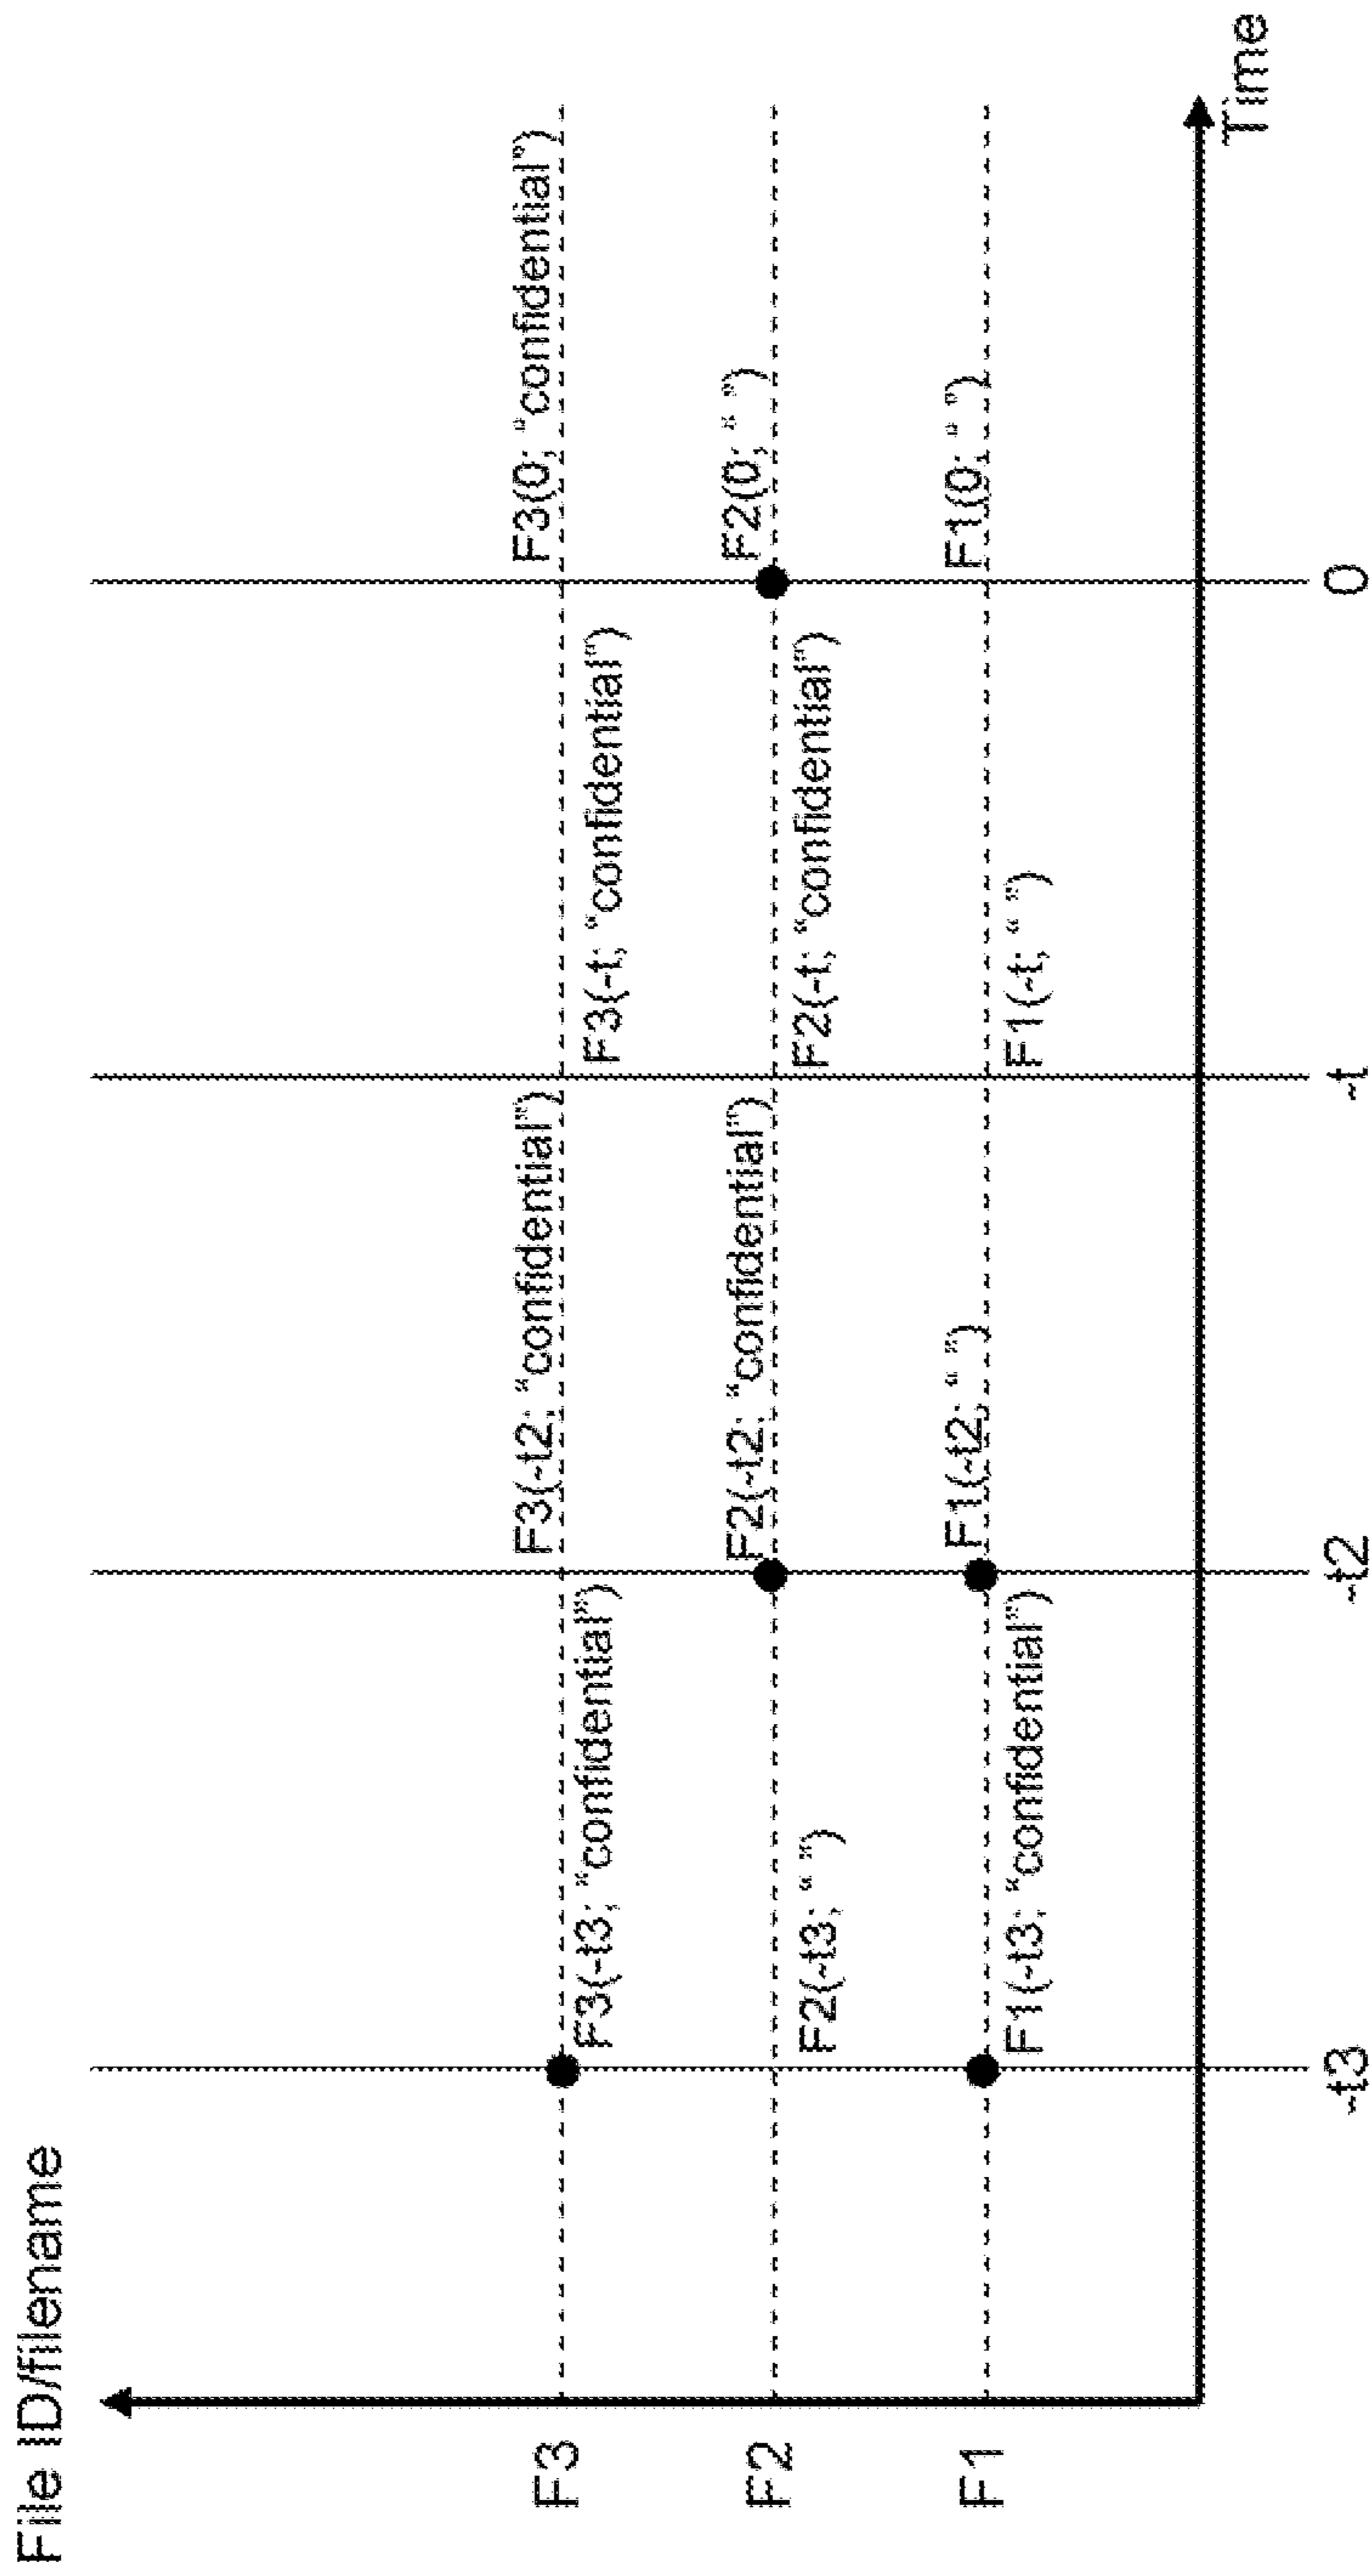 File ID/filename
F3
F3(-t3; "confidential")
F3(-t2; "confidential")
F3(-t; "confidential")
F3(0; "confidential")
F2
F2(-t3; " ")
F2(-t2; "confidential")
F2(-t; "confidential")
F2(0; " ")
F1
F1(-t3; "confidential")
F1(-t2; " ")
F1(-t; " ")
F1(0; " ")
Time
-t3
-t2
-t
0